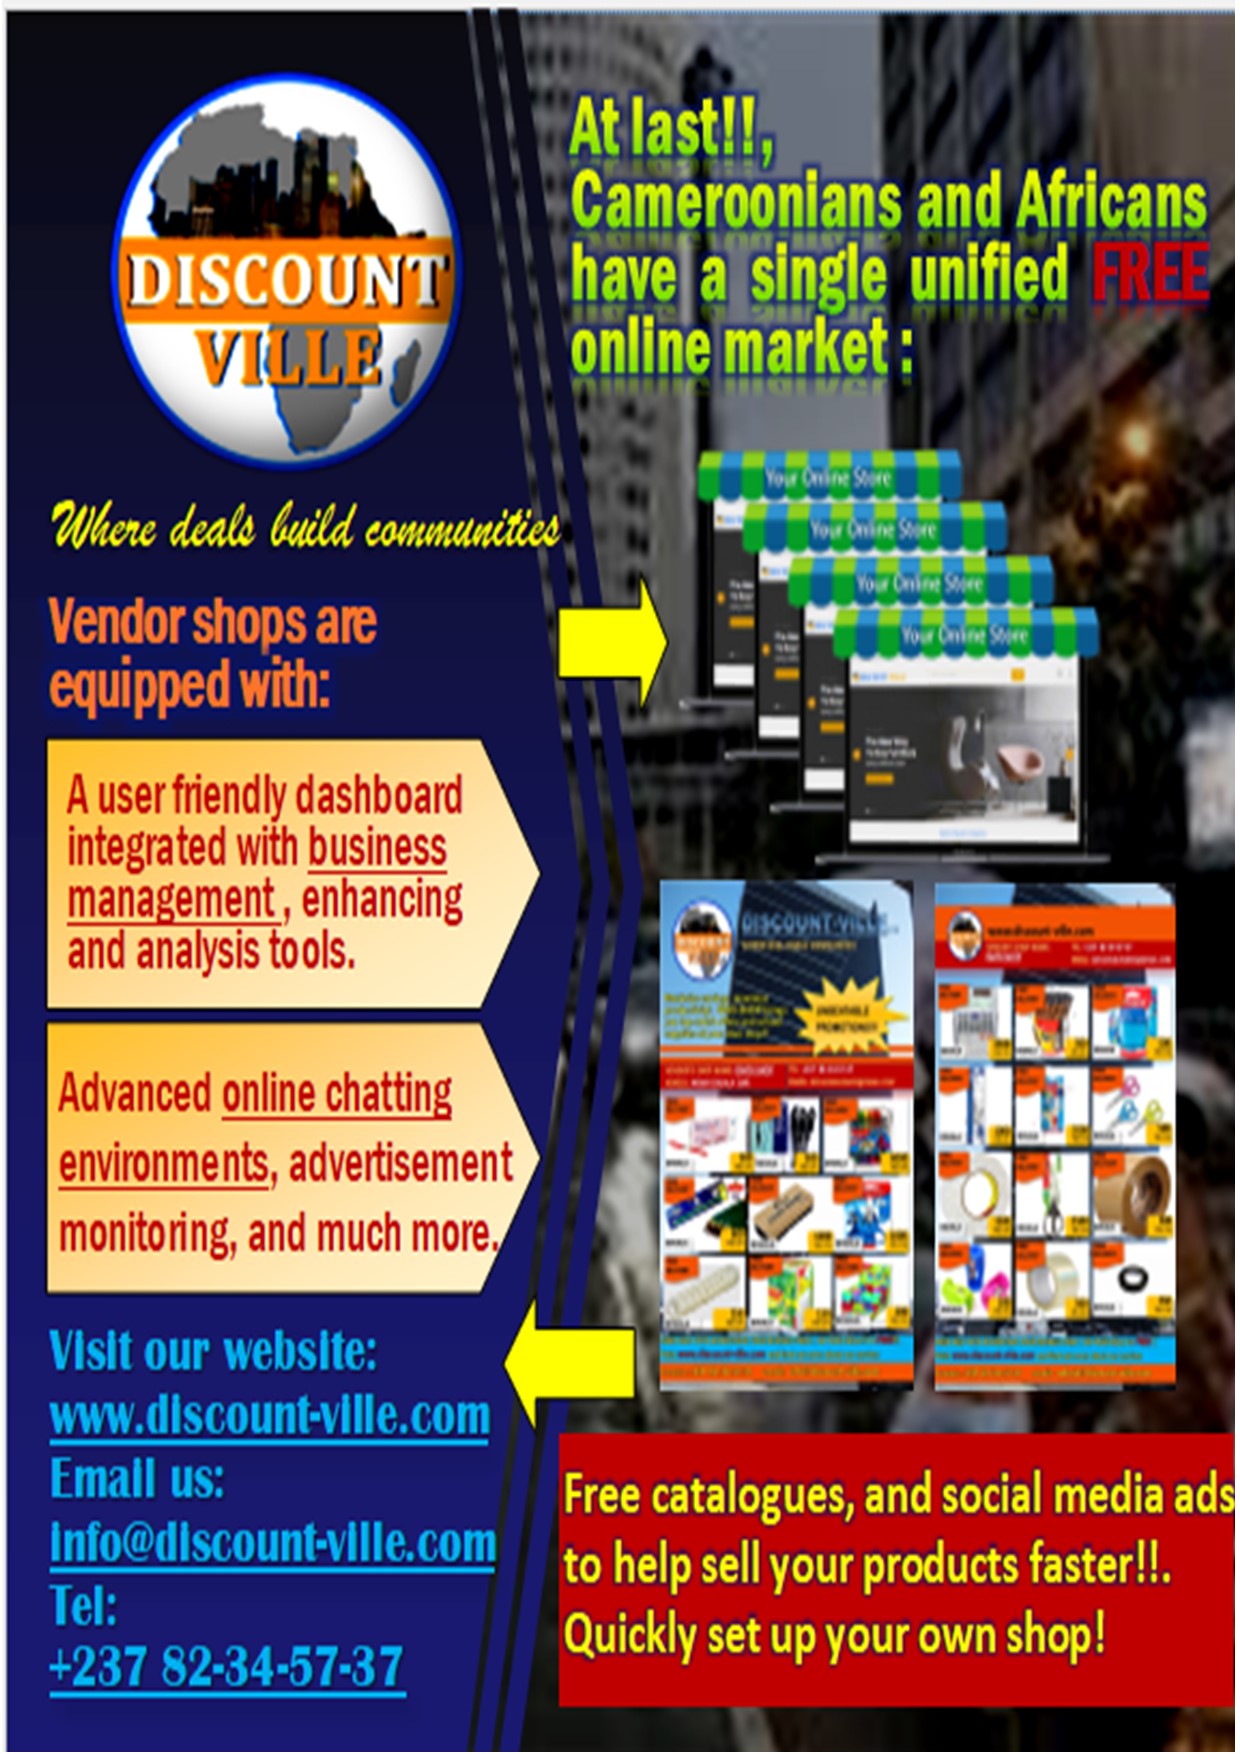 DISCOUNT
VILLE
Where deals build communities
Vendor shops are
equipped with:
A user friendly dashboard
integrated with business
management , enhancing
and analysis tools.
Advanced online chatting
environments, advertisement
monitoring, and much more.
Visit our website:
www.discount-ville.com
Email us:
info@discount-ville.com
Tel:
+237 82-34-57-37
At last!!,
Cameroonians and Africans
have a single unified FREE
online market :
Your Online Store
Your Online Store
Your Online Store
Your Online Store
DISCOUNT-VILLE
www.discount-ville.com
Free catalogues, and social media ads
to help sell your products faster!!.
Quickly set up your own shop!